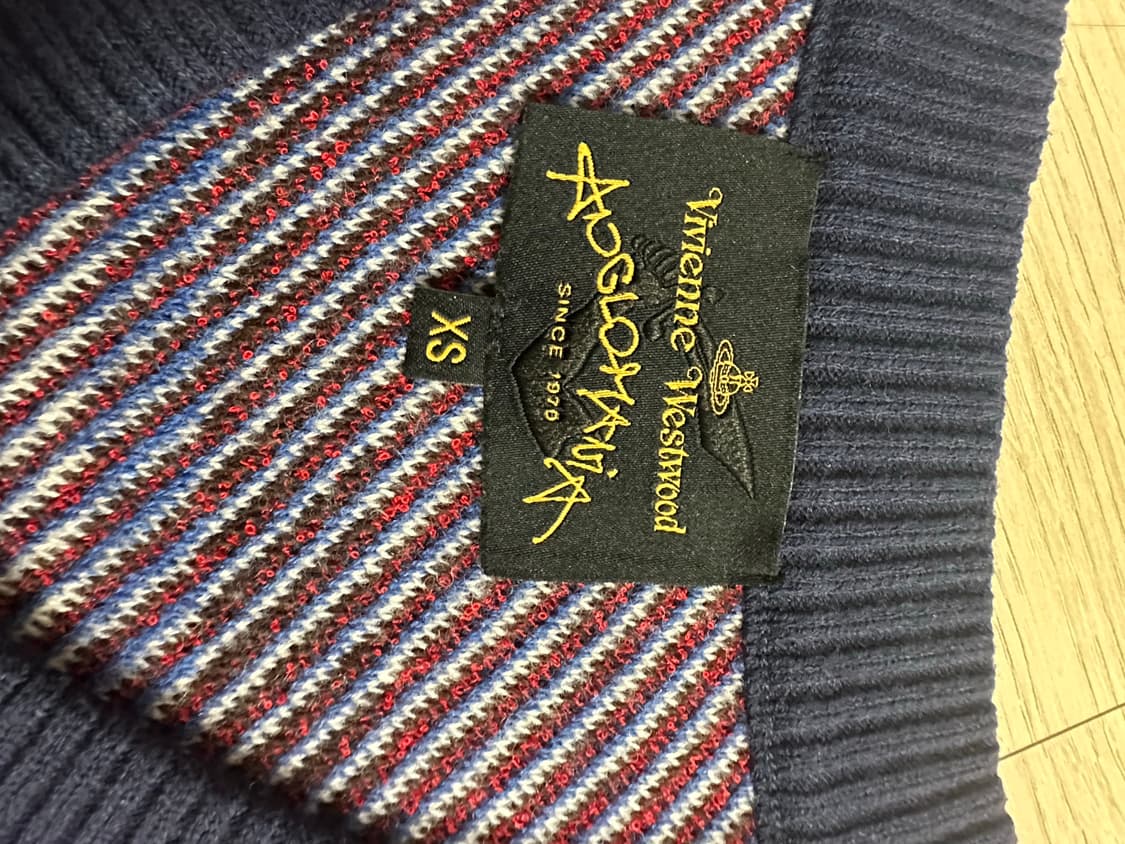 Vivienne Westwood
ANGLOMANIA
SINCE 1970
XS